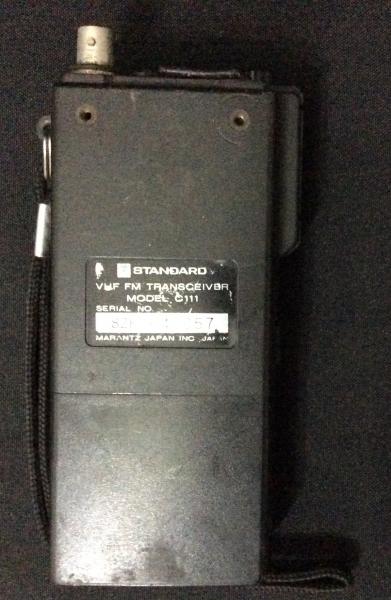 STANDARD
VHF FM TRANSCEIVER
MODEL C111
SERIAL NO.
MARANTZ JAPAN INC. JAPAN